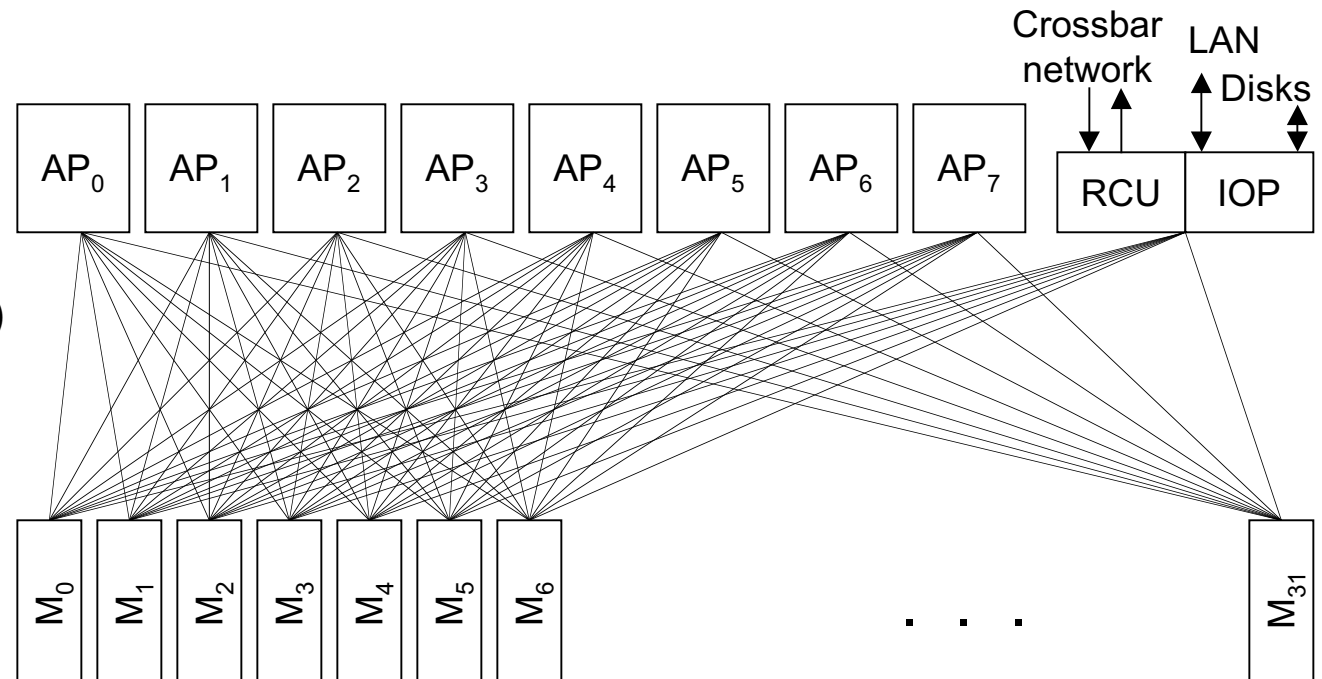 Crossbar
network
LAN
Disks
AP0 AP1 AP2 AP3 AP4 AP5 AP6 AP7 RCU IOP
)
M0 M1 M2 M3 M4 M5 M6 . . . M31